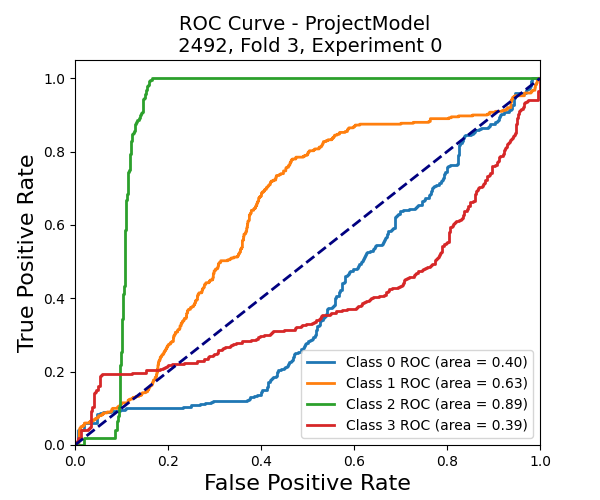 ROC Curve - ProjectModel
2492, Fold 3, Experiment 0
True Positive Rate
1.0
0.8
0.6
0.4
0.2
0.0
Class 0 ROC (area = 0.40)
Class 1 ROC (area = 0.63)
Class 2 ROC (area = 0.89)
Class 3 ROC (area = 0.39)
0.0 0.2 0.4 0.6 0.8 1.0
False Positive Rate